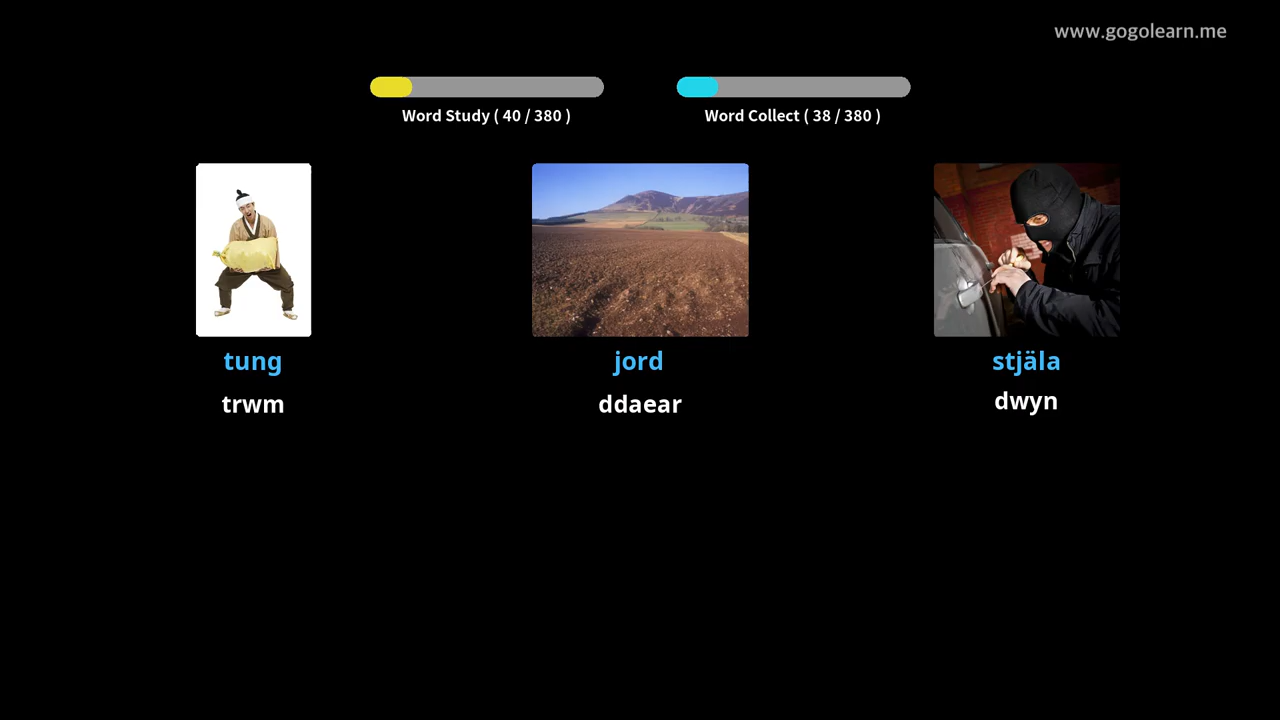 www.gogolearn.me
Word Study ( 40 / 380 )
Word Collect ( 38 / 380 )
tung
jord
stjäla
trwm
ddaear
dwyn